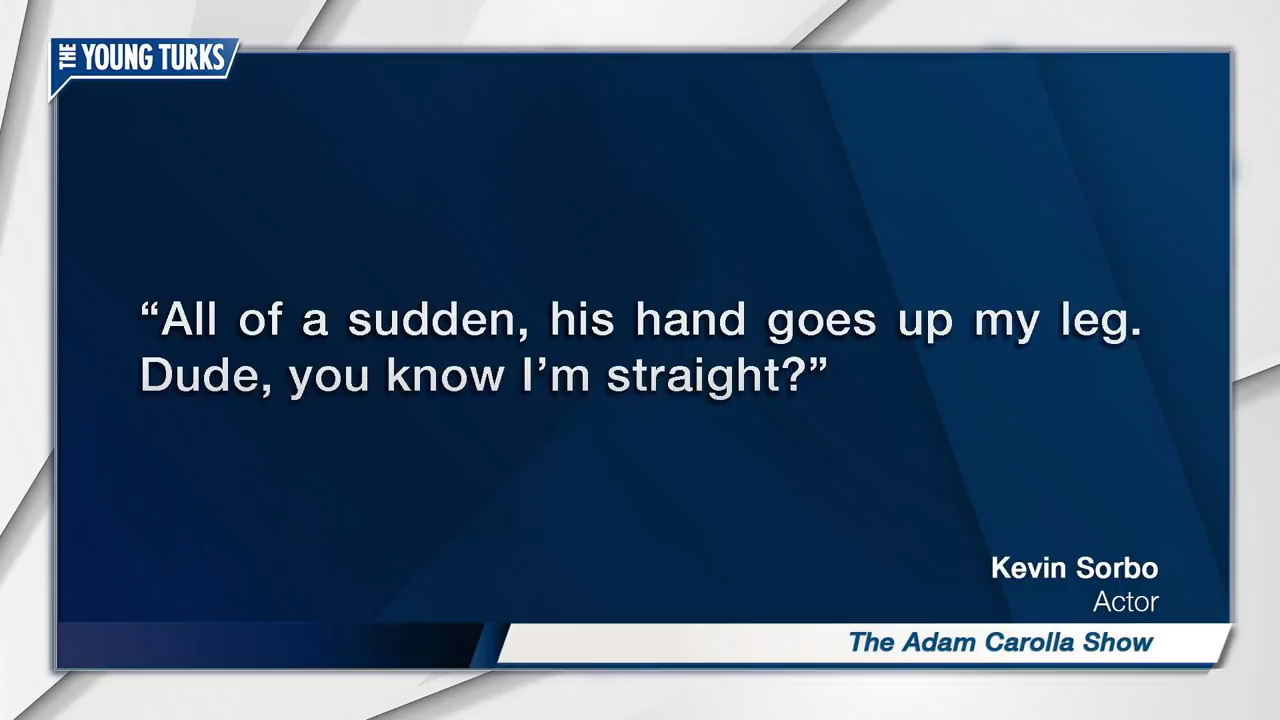 THE YOUNG TURKS
“All of a sudden, his hand goes up my leg.
Dude, you know I’m straight?”
Kevin Sorbo
Actor
The Adam Carolla Show